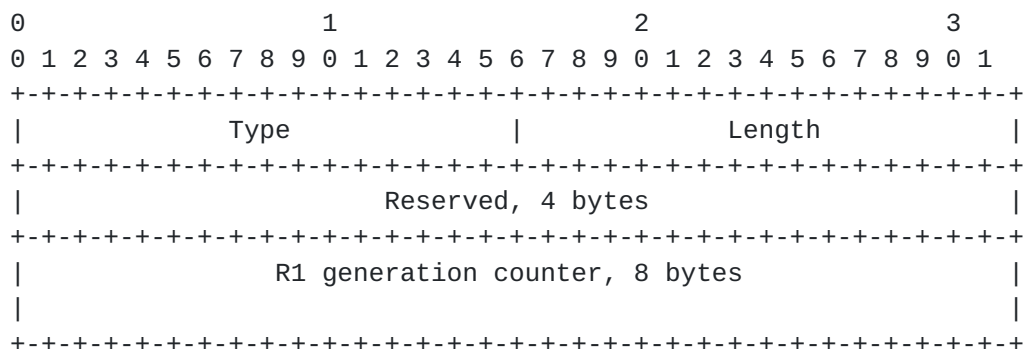 0                   1                   2                   3
0 1 2 3 4 5 6 7 8 9 0 1 2 3 4 5 6 7 8 9 0 1 2 3 4 5 6 7 8 9 0 1
+-+-+-+-+-+-+-+-+-+-+-+-+-+-+-+-+-+-+-+-+-+-+-+-+-+-+-+-+-+-+-+-+
|             Type              |             Length            |
+-+-+-+-+-+-+-+-+-+-+-+-+-+-+-+-+-+-+-+-+-+-+-+-+-+-+-+-+-+-+-+-+
|                       Reserved, 4 bytes                       |
+-+-+-+-+-+-+-+-+-+-+-+-+-+-+-+-+-+-+-+-+-+-+-+-+-+-+-+-+-+-+-+-+
|                R1 generation counter, 8 bytes                 |
|                                                               |
+-+-+-+-+-+-+-+-+-+-+-+-+-+-+-+-+-+-+-+-+-+-+-+-+-+-+-+-+-+-+-+-+